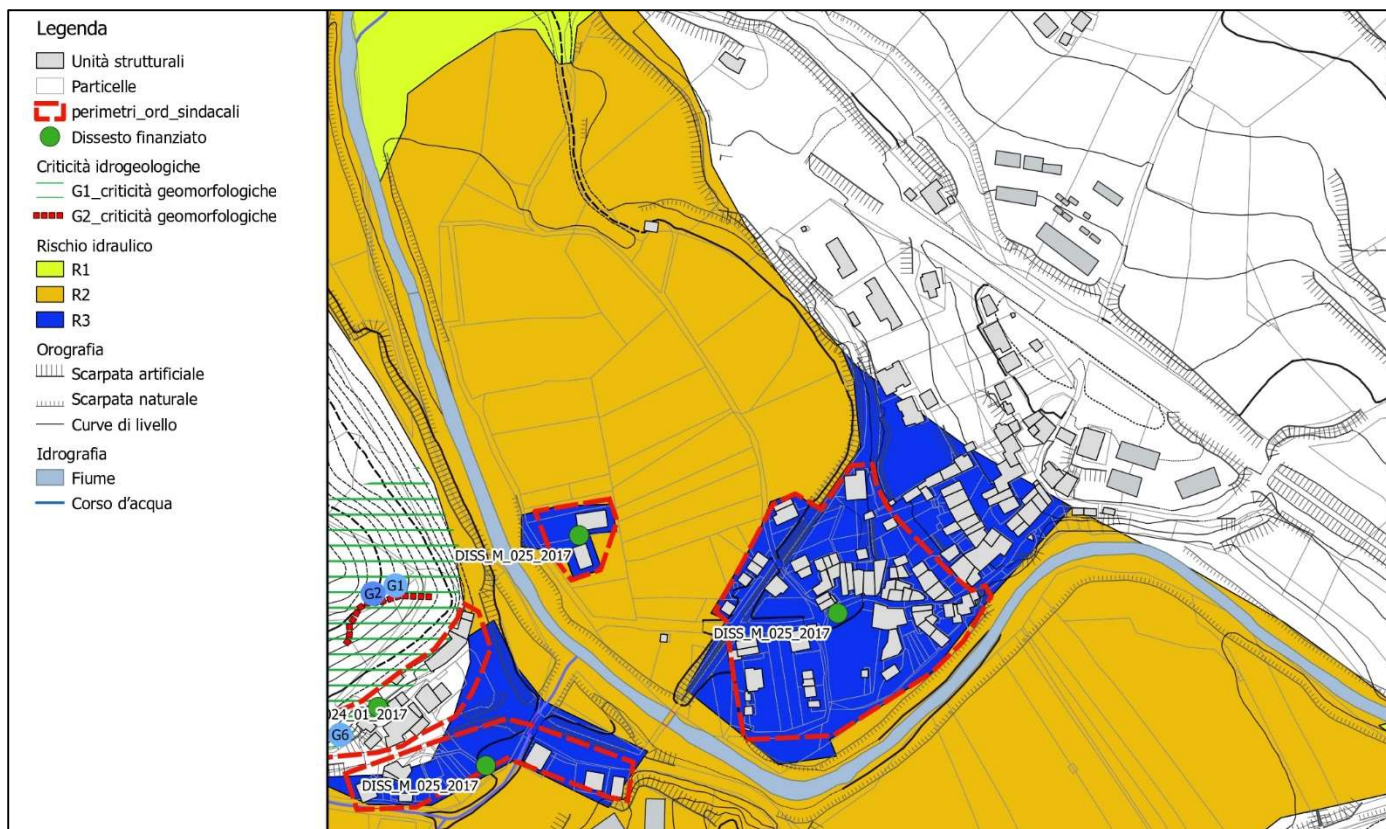 Legenda
Unità strutturali
Particelle
perimetri_ord_sindacali
Dissesto finanziato
Criticità idrogeologiche
G1_criticità geomorfologiche
G2_criticità geomorfologiche
Rischio idraulico
R1
R2
R3
Orografia
Scarpata artificiale
Scarpata naturale
Curve di livello
Idrografia
Fiume
Corso d'acqua
DISS_M_025_2017
G2
G1
DISS_M_025_2017
024_01_2017
G6
DISS_M_025_2017